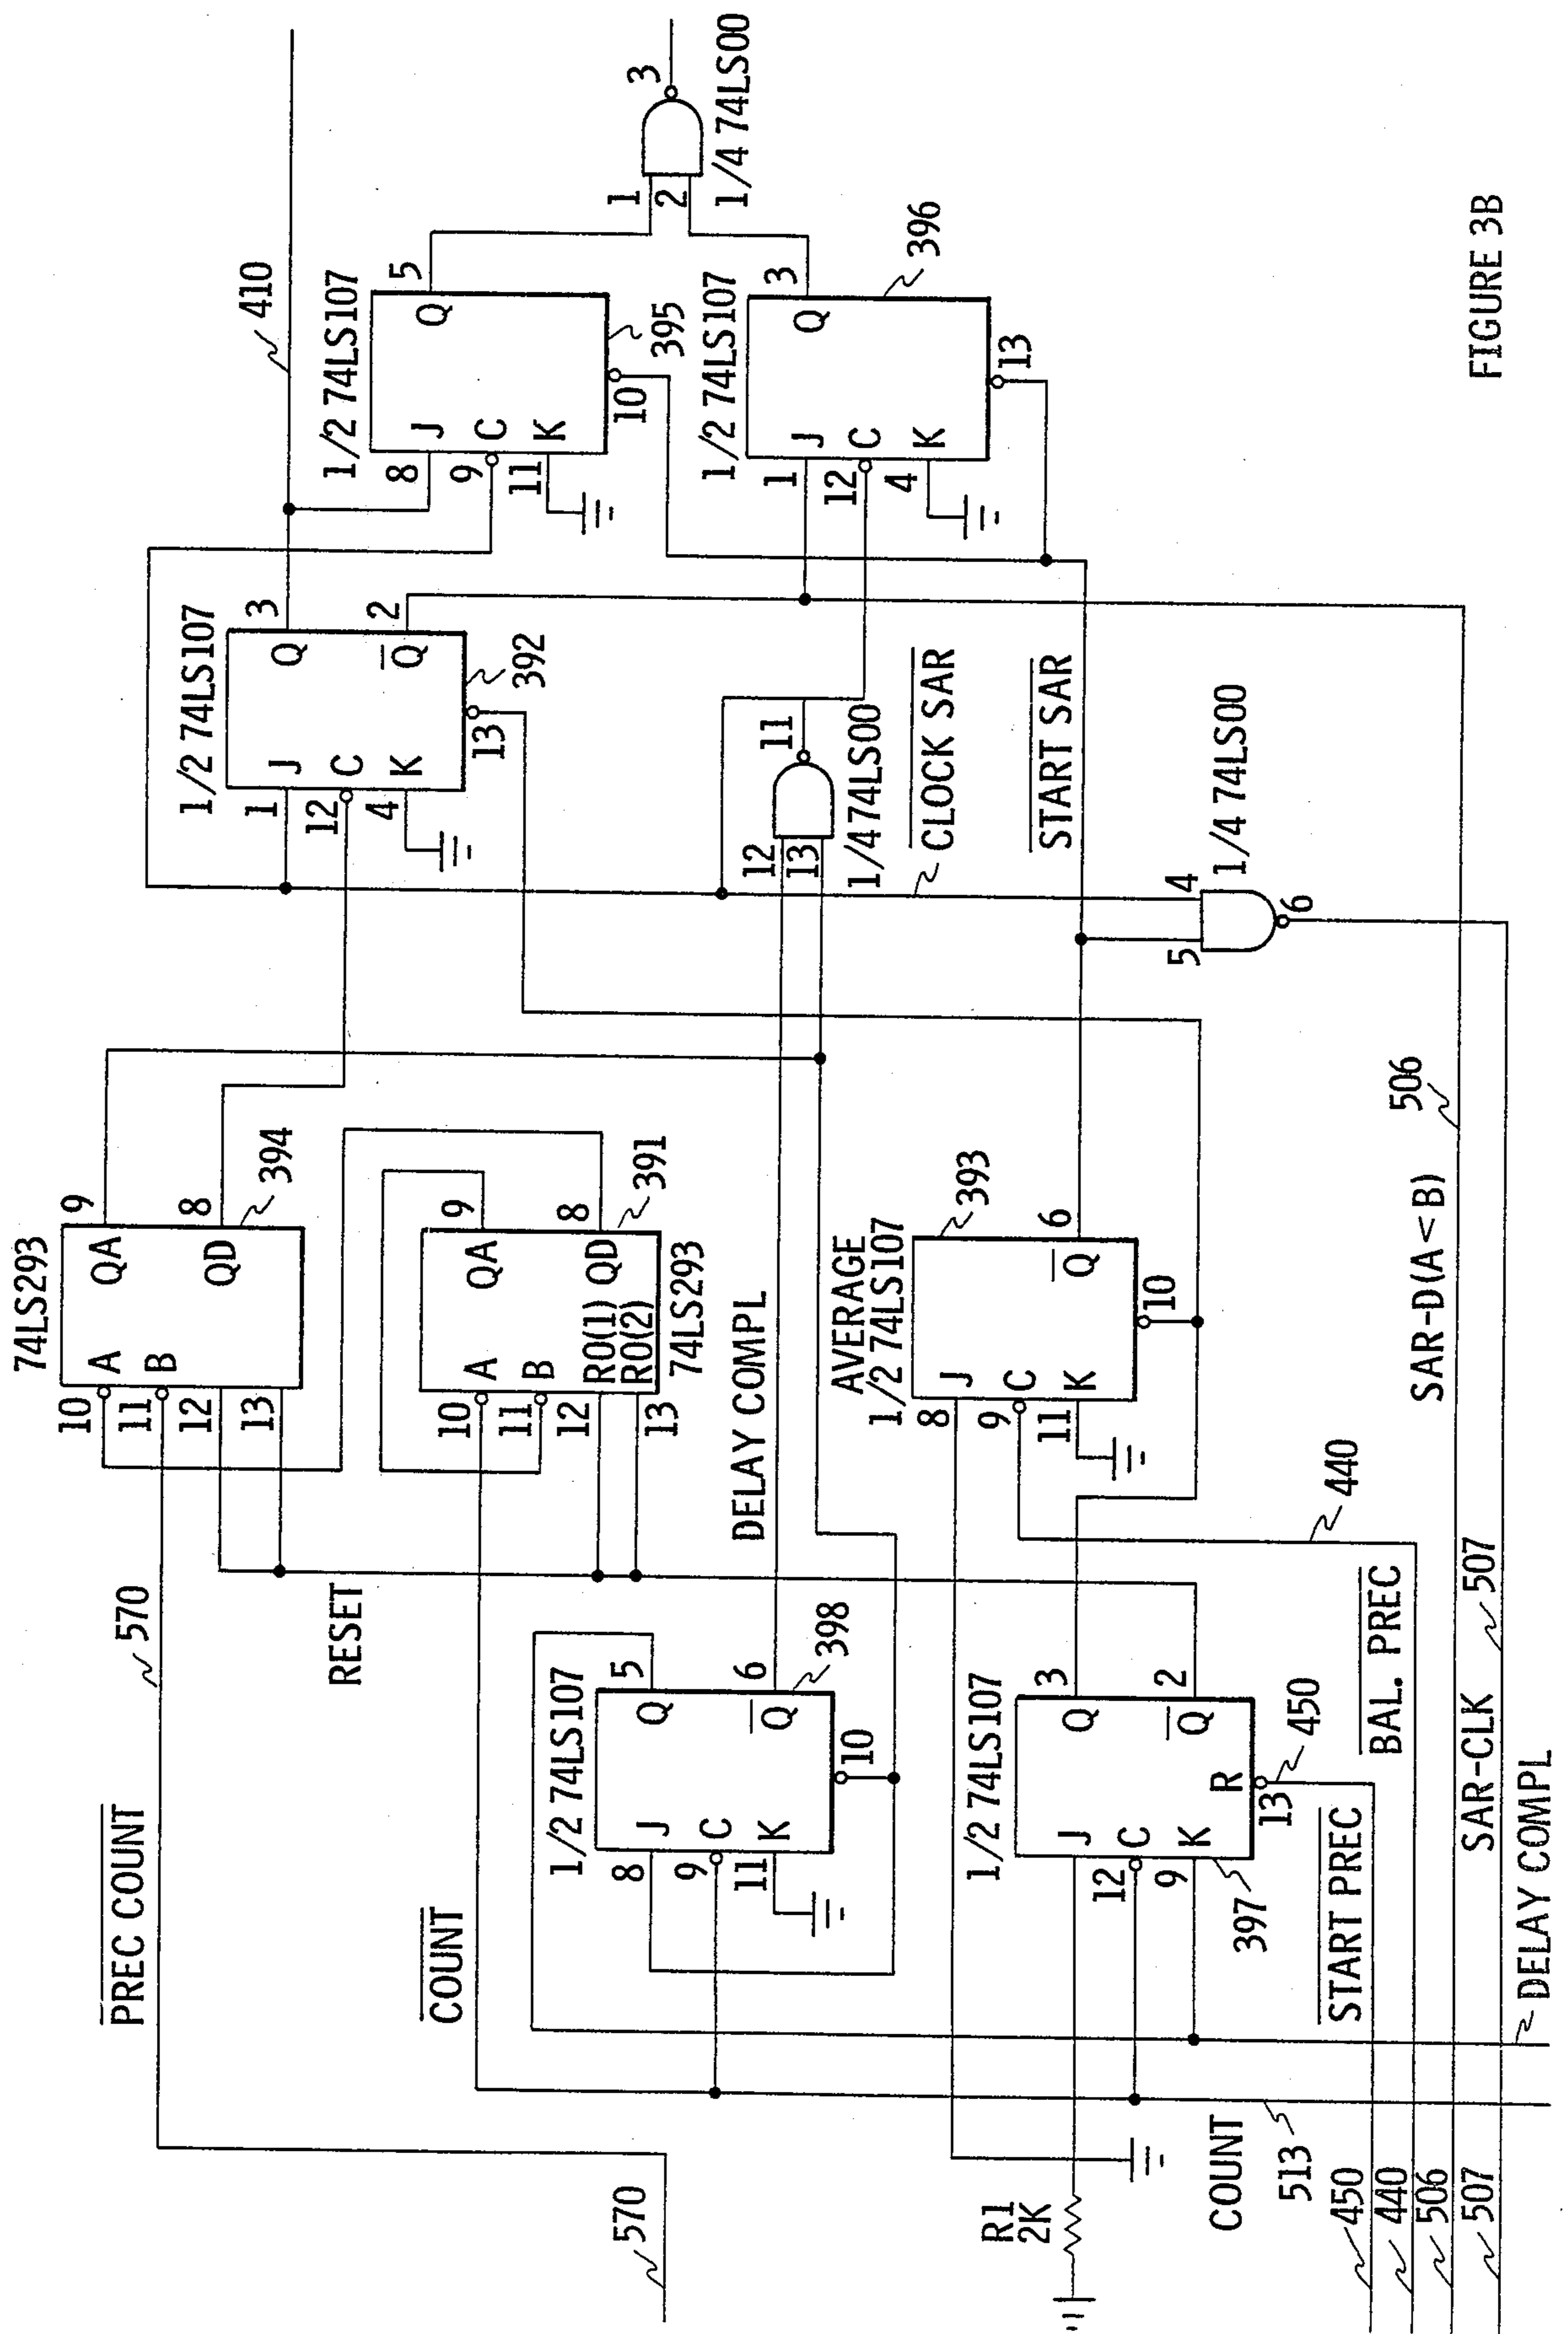 410
1/2 74LS107
J
C
K
8
9
11
Q
5
10
395
1
2
3
1/4 74LS00
1/2 74LS107
J
C
K
1
12
4
Q
3
13
396
1/2 74LS107
J
C
K
1
12
4
Q
3
Q
2
13
392
12
13
11
1/4 74LS00
CLOCK SAR
START SAR
4
5
6
1/4 74LS00
74LS293
A
B
10
11
12
13
QA
9
QD
8
394
A
B
RO(1)
RO(2)
10
11
12
13
QA
9
QD
8
391
74LS293
DELAY COMPL
AVERAGE
1/2 74LS107
J
C
K
8
9
11
Q
6
10
393
506
SAR-D(A<B)
570
RESET
PREC COUNT
COUNT
1/2 74LS107
J
C
K
8
9
11
Q
5
Q
6
10
398
1/2 74LS107
J
C
K
R
12
9
13
Q
3
Q
2
397
450
440
START PREC
BAL. PREC
SAR-CLK
507
DELAY COMPL
570
R1
2K
COUNT
513
450
440
506
507
FIGURE 3B